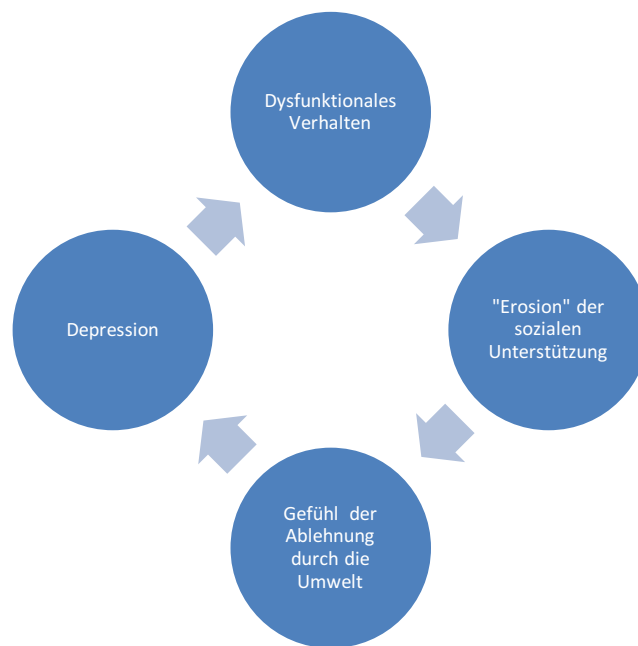 Dysfunktionales
Verhalten
"Erosion" der
sozialen
Unterstützung
Gefühl der
Ablehnung
durch die
Umwelt
Depression